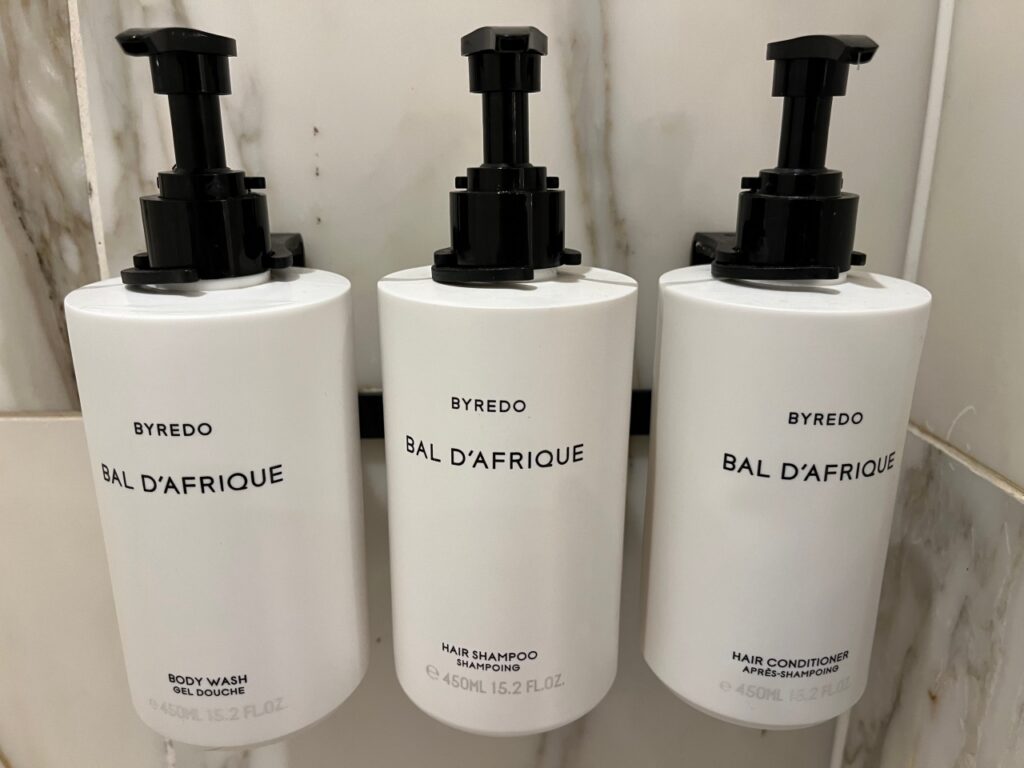 BYREDO
BAL D'AFRIQUE
BODY WASH
GEL DOUCHE
℮ 450ML 15.2 FL.OZ.
BYREDO
BAL D'AFRIQUE
HAIR SHAMPOO
SHAMPOING
℮ 450ML 15.2 FL.OZ.
BYREDO
BAL D'AFRIQUE
HAIR CONDITIONER
APRÈS-SHAMPOING
℮ 450ML 15.2 FL.OZ.